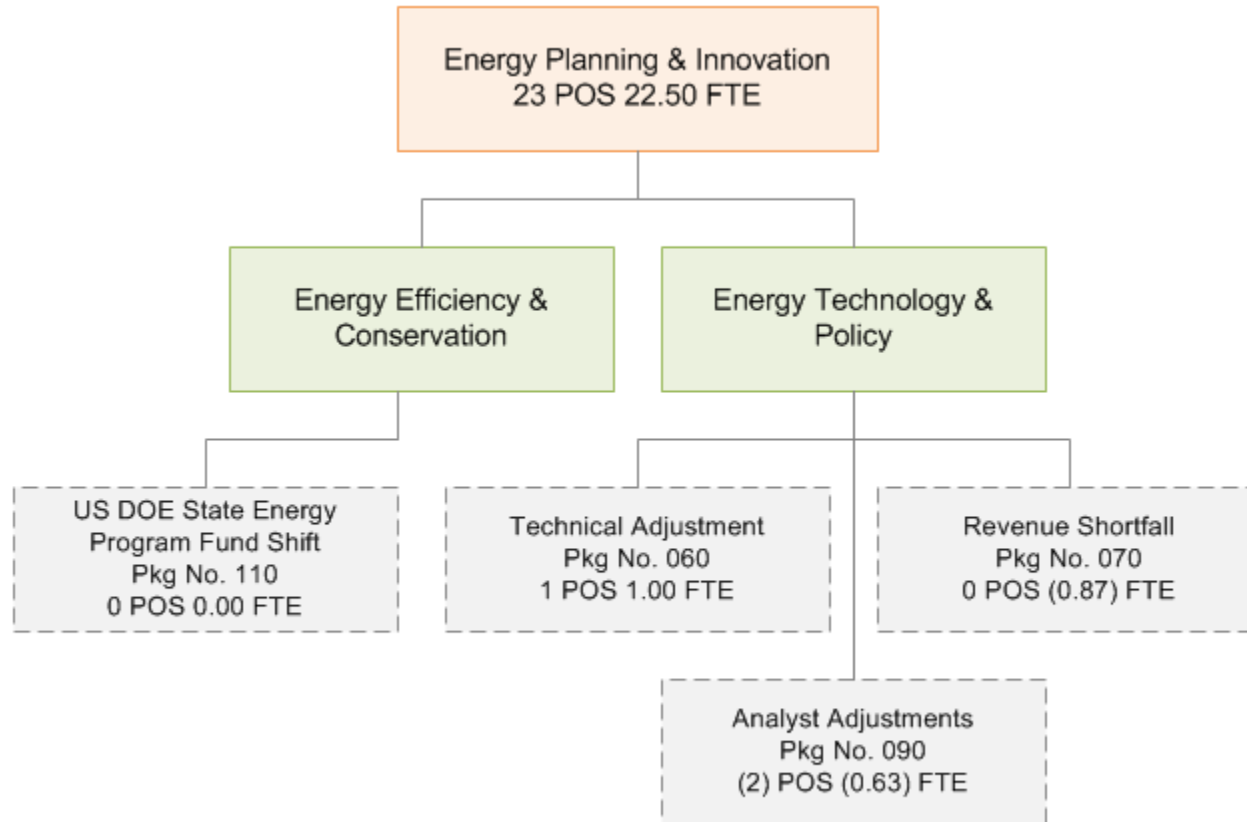 Energy Planning & Innovation
23 POS 22.50 FTE
Energy Efficiency &
Conservation
Energy Technology &
Policy
US DOE State Energy
Program Fund Shift
Pkg No. 110
0 POS 0.00 FTE
Technical Adjustment
Pkg No. 060
1 POS 1.00 FTE
Revenue Shortfall
Pkg No. 070
0 POS (0.87) FTE
Analyst Adjustments
Pkg No. 090
(2) POS (0.63) FTE